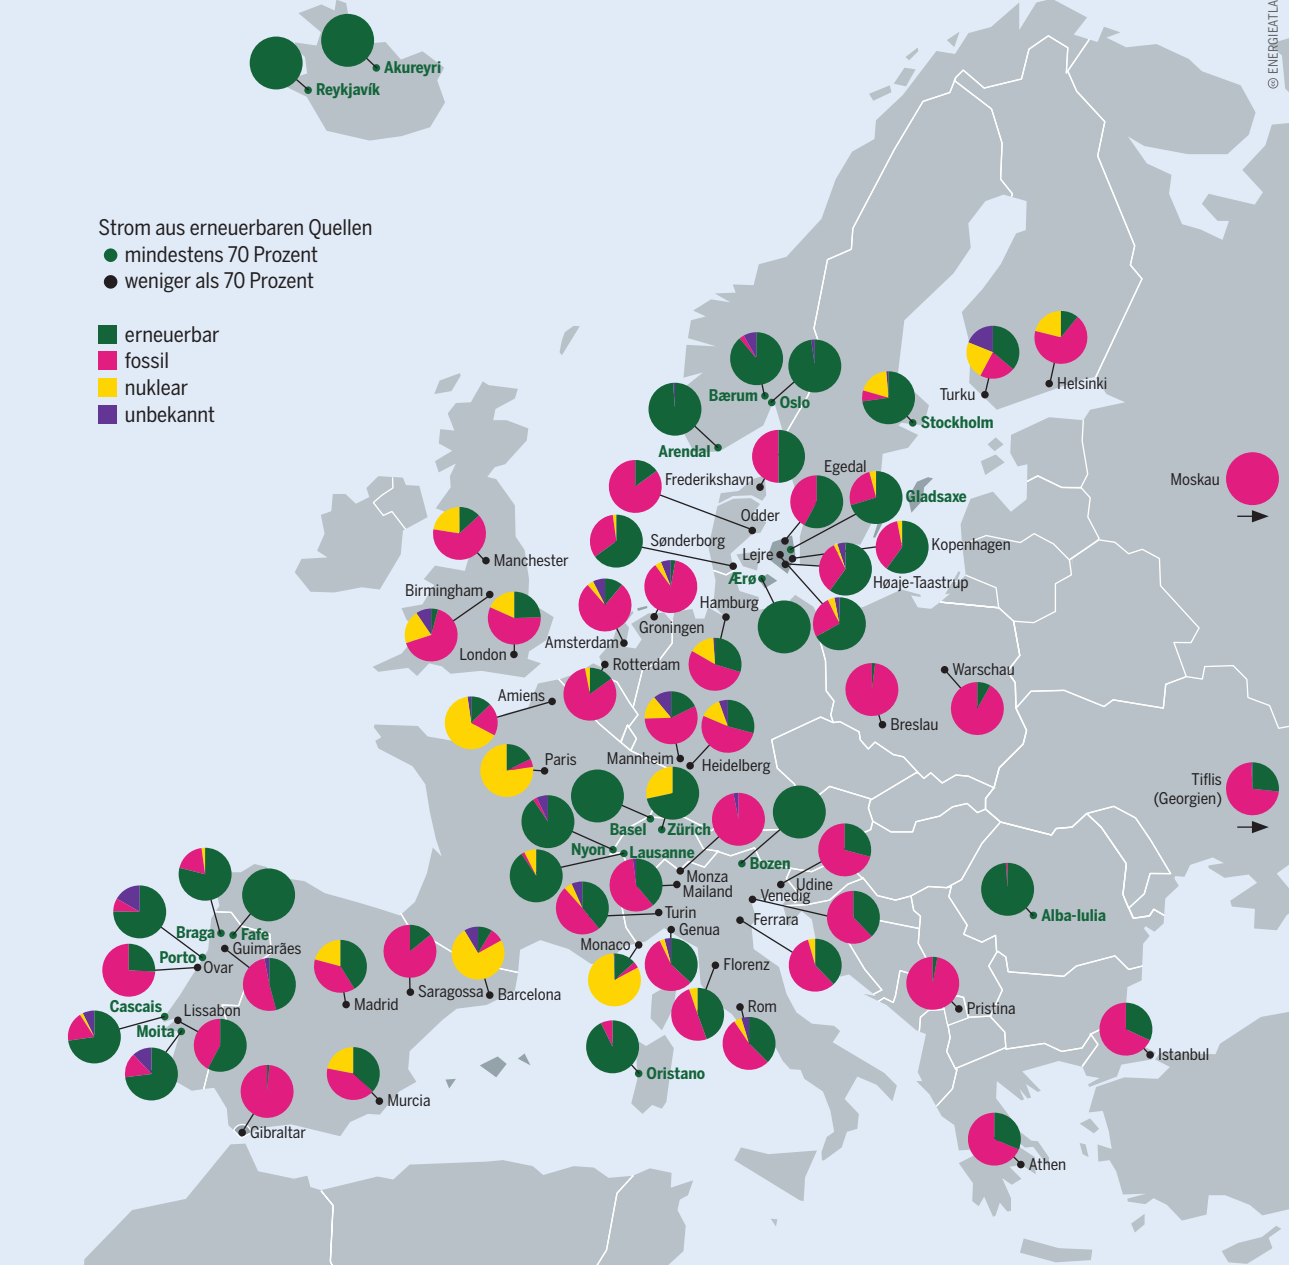 © ENERGIEATLA
Akureyri
Reykjavík
Strom aus erneuerbaren Quellen
mindestens 70 Prozent
weniger als 70 Prozent
erneuerbar
fossil
nuklear
unbekannt
Bærum
Oslo
Turku
Helsinki
Stockholm
Arendal
Frederikshavn
Egedal
Moskau
Gladsaxe
Odder
Sønderborg
Lejre
Kopenhagen
Manchester
Ærø
Høaje-Taastrup
Birmingham
Hamburg
Groningen
Amsterdam
London
Rotterdam
Warschau
Amiens
Breslau
Paris
Mannheim
Heidelberg
Tiflis
(Georgien)
Basel
Zürich
Nyon
Lausanne
Bozen
Monza
Mailand
Udine
Venedig
Turin
Alba-Iulia
Ferrara
Genua
Braga
Fafe
Guimarães
Monaco
Porto
Ovar
Florenz
Saragossa
Barcelona
Madrid
Cascais
Lissabon
Rom
Pristina
Moita
Istanbul
Oristano
Murcia
Gibraltar
Athen